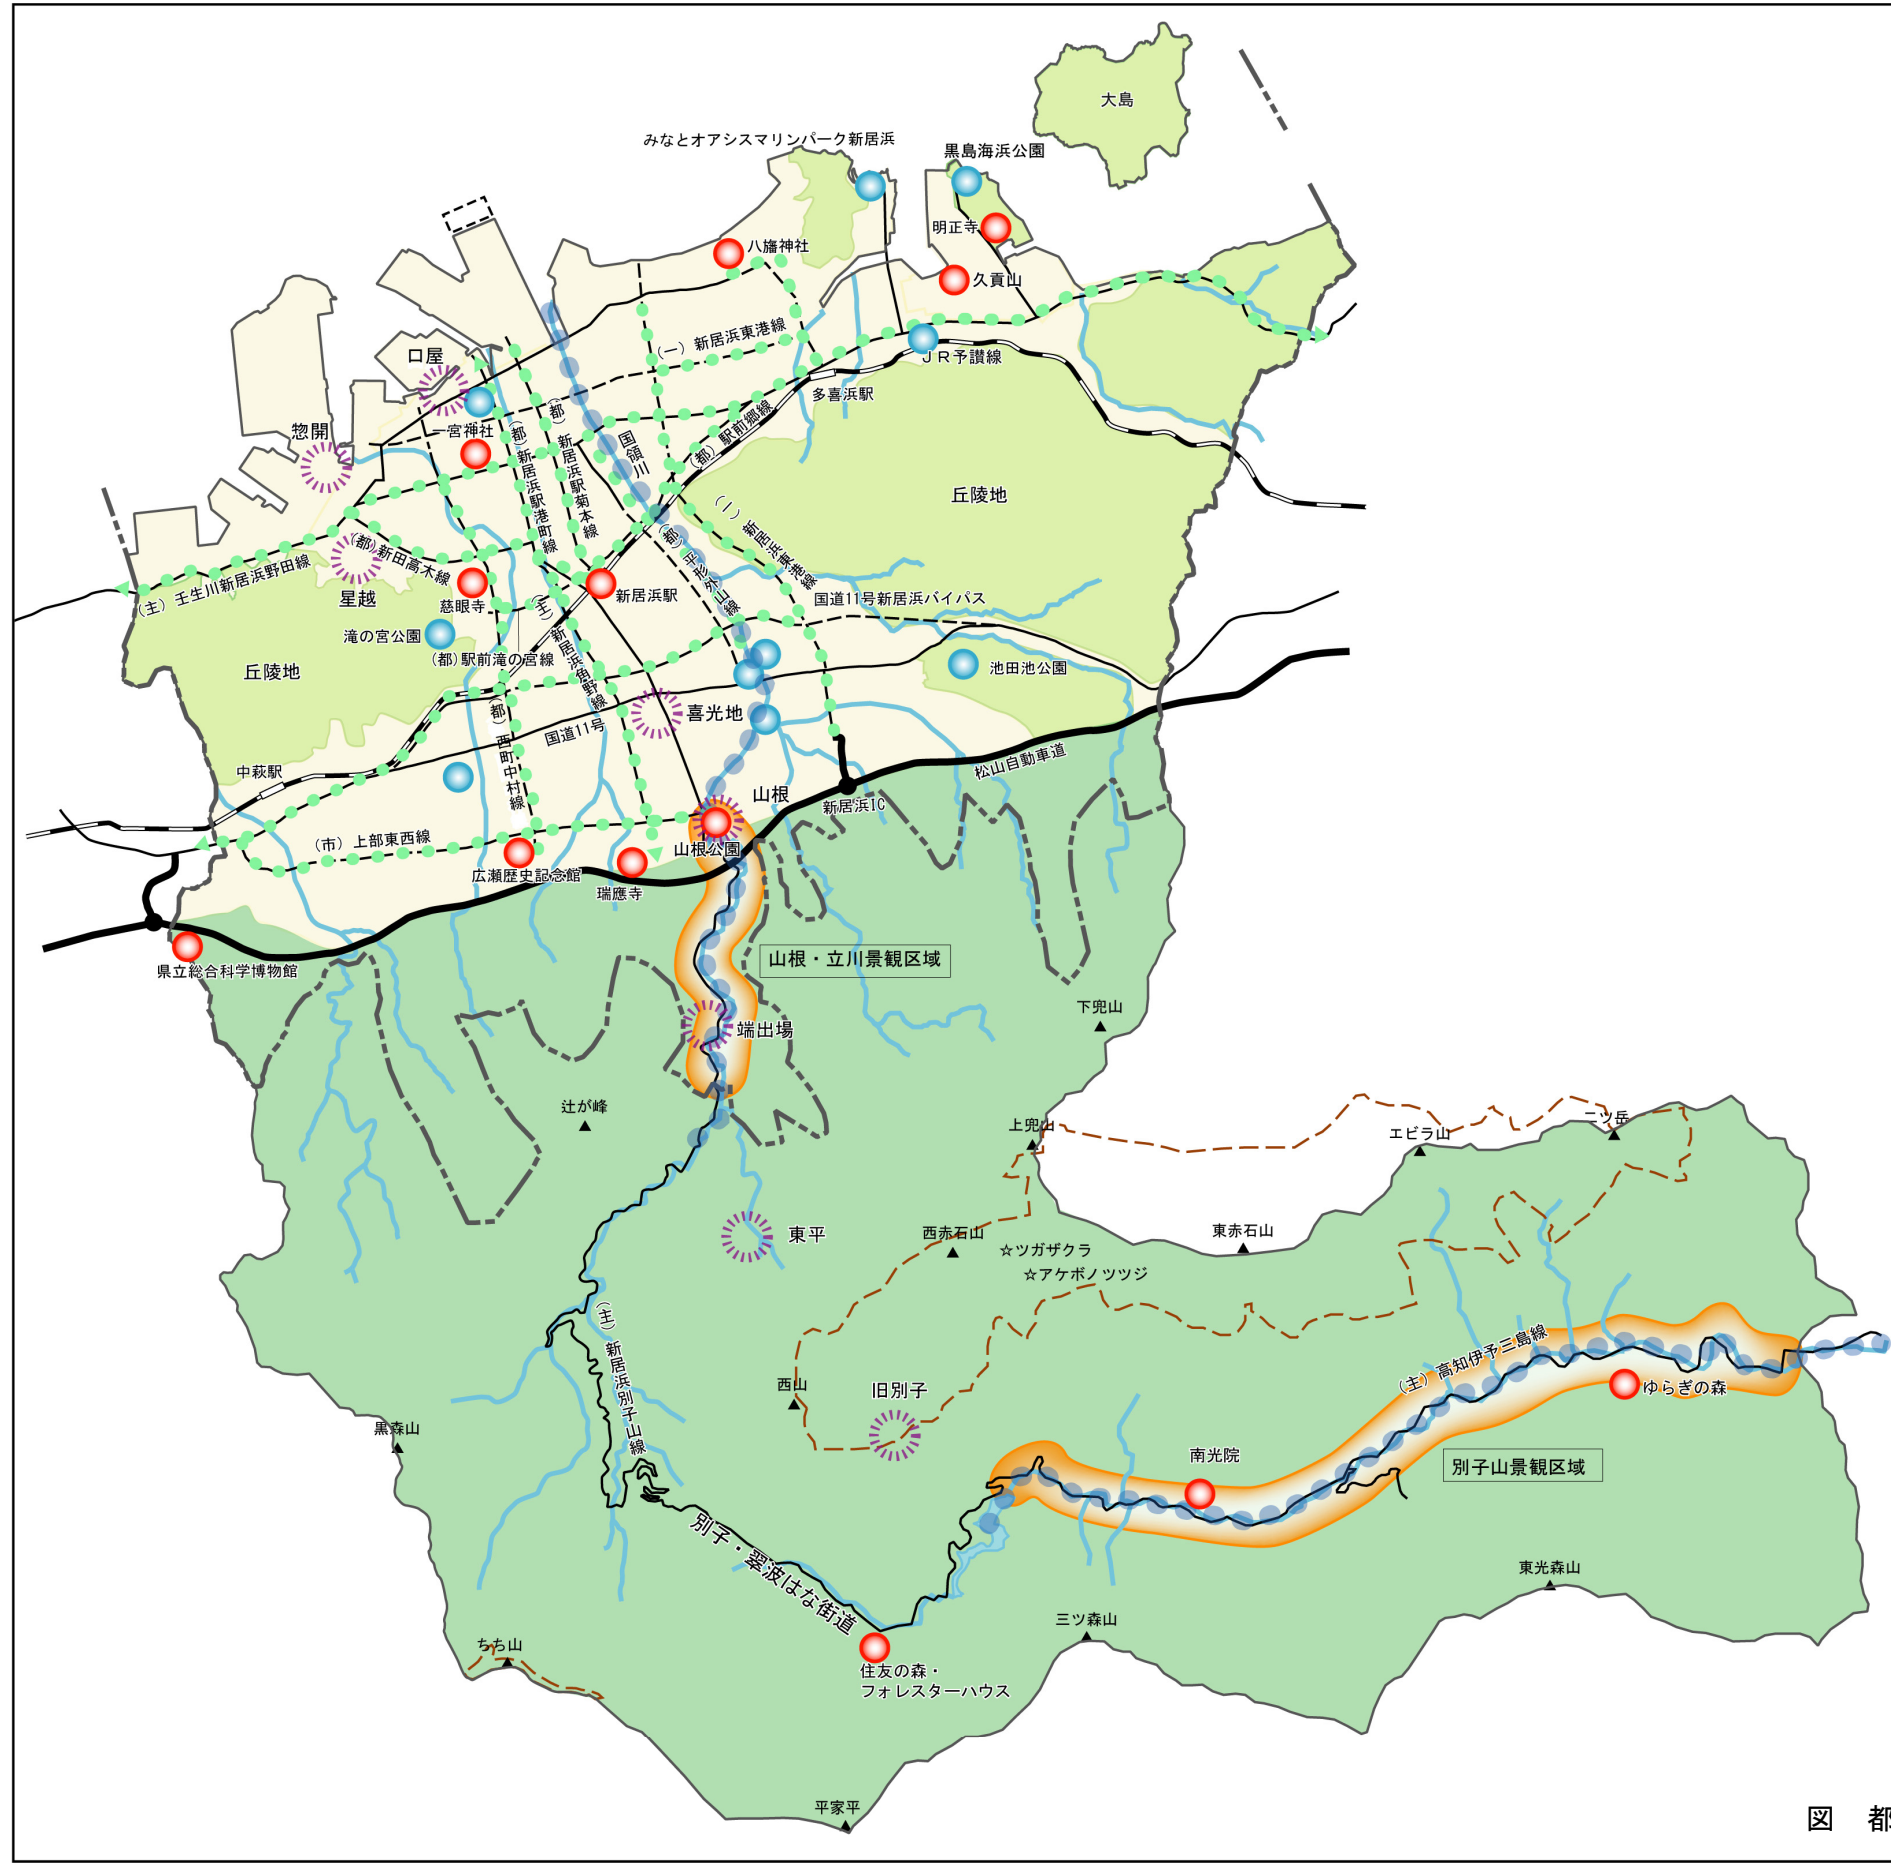 大島
みなとオアシスマリンパーク新居浜
黒島海浜公園
明正寺
八旛神社
久貢山
(一)新居浜東港線
口屋
JR予讃線
多喜浜駅
惣開
一宮神社
(都)新居浜駅港町線
(都)新居浜駅菊本線
国領川
(都)駅前郷線
丘陵地
(一)新居浜東港線
(都)新田高木線
(主)壬生川新居浜野田線
星越
慈眼寺
新居浜駅
(都)平形外山線
国道11号新居浜バイパス
滝の宮公園
(都)駅前滝の宮線
(主)新居浜角野線
池田池公園
丘陵地
喜光地
国道11号
(都)西町中村線
松山自動車道
中萩駅
山根
新居浜IC
(市)上部東西線
山根公園
広瀬歴史記念館
瑞應寺
山根・立川景観区域
県立総合科学博物館
下兜山
端出場
辻が峰
上兜山
エビラ山
二ツ岳
東平
西赤石山
☆ツガザクラ
東赤石山
☆アケボノツツジ
(主)新居浜別子山線
(主)高知伊予三島線
西山
旧別子
ゆらぎの森
黒森山
南光院
別子山景観区域
別子・翠波はな街道
東光森山
三ツ森山
ちち山
住友の森・
フォレスターハウス
平家平
図 都